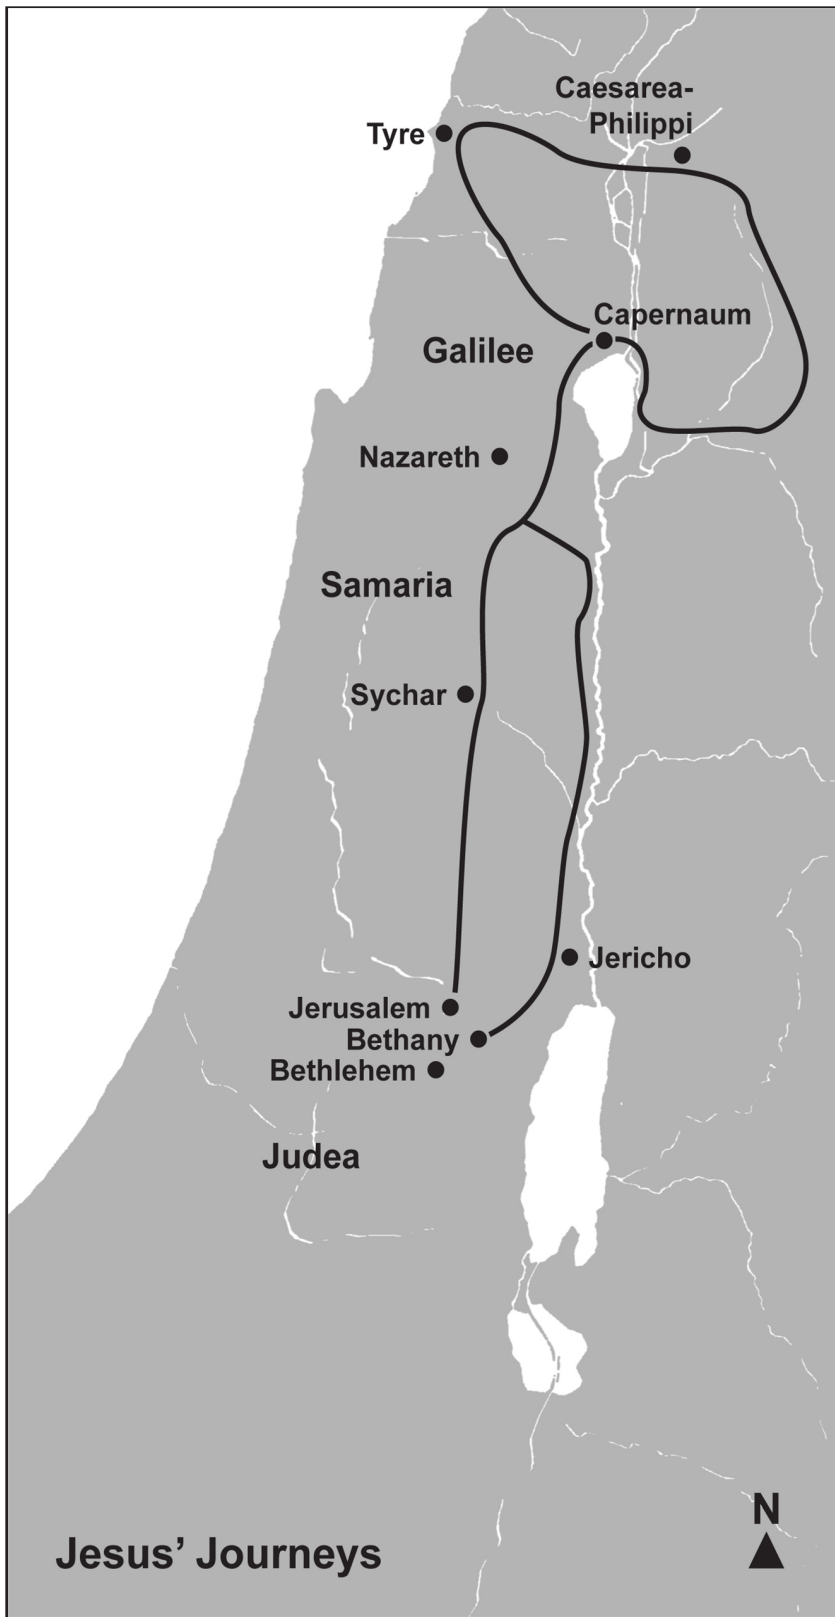 Caesarea-
Philippi
Tyre
Capernaum
Galilee
Nazareth
Samaria
Sychar
Jericho
Jerusalem
Bethany
Bethlehem
Judea
N
Jesus’ Journeys